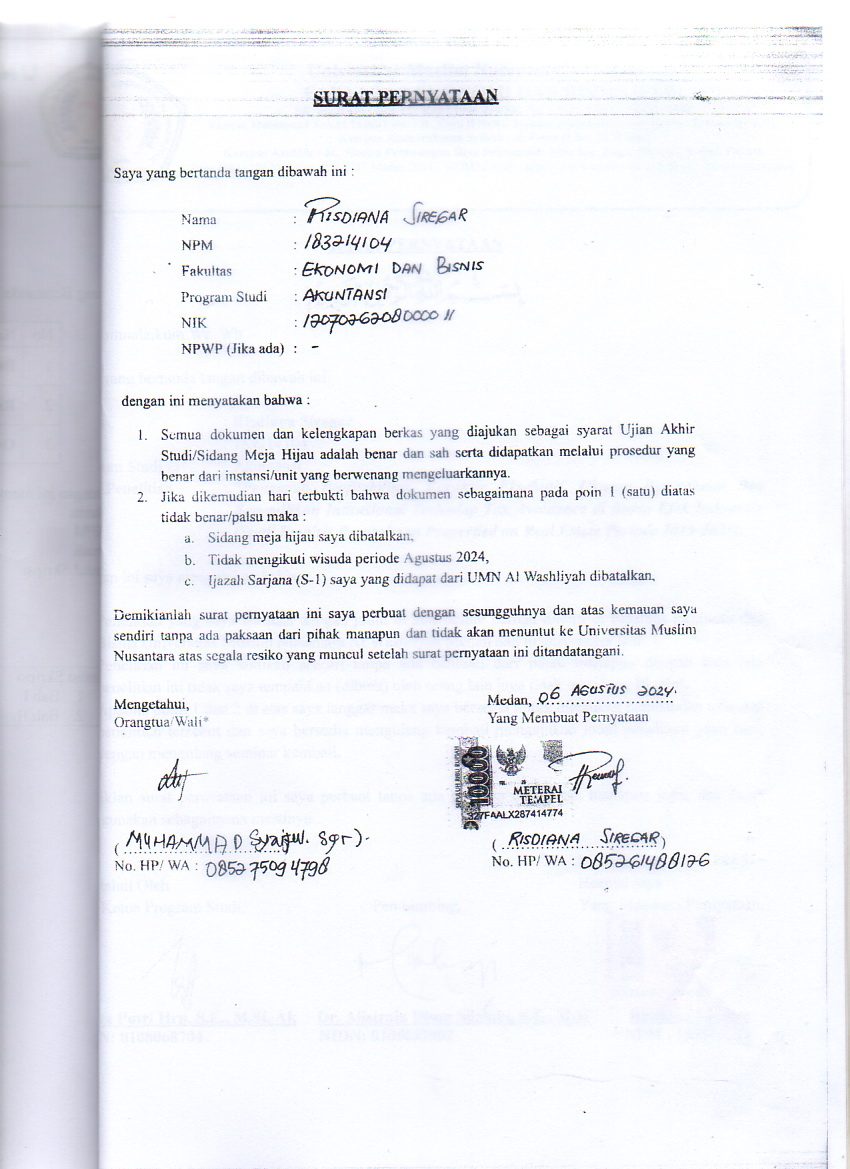 SURAT PERNYATAAN
Saya yang bertanda tangan dibawah ini :
Nama : RISDIANA SIREGAR
NPM : 183214104
Fakultas : EKONOMI DAN BISNIS
Program Studi : AKUNTANSI
NIK : 1207026208000011
NPWP (Jika ada) : -
dengan ini menyatakan bahwa :
1. Semua dokumen dan kelengkapan berkas yang diajukan sebagai syarat Ujian Akhir
Studi/Sidang Meja Hijau adalah benar dan sah serta didapatkan melalui prosedur yang
benar dari instansi/unit yang berwenang mengeluarkannya.
2. Jika dikemudian hari terbukti bahwa dokumen sebagaimana pada poin 1 (satu) diatas
tidak benar/palsu maka :
a. Sidang meja hijau saya dibatalkan,
b. Tidak mengikuti wisuda periode Agustus 2024,
c. Ijazah Sarjana (S-1) saya yang didapat dari UMN Al Washliyah dibatalkan,
Demikianlah surat pernyataan ini saya perbuat dengan sesungguhnya dan atas kemauan saya
sendiri tanpa ada paksaan dari pihak manapun dan tidak akan menuntut ke Universitas Muslim
Nusantara atas segala resiko yang muncul setelah surat pernyataan ini ditandatangani.
Medan, 06 AGUSTUS 2024.
Mengetahui,
Orangtua/Wali*
Yang Membuat Pernyataan
10000
METERAI
TEMPEL
327FAALX287414774
(MUHAMMAD Syaiful. Sgr).
No. HP/ WA : 085275094798
(RISDIANA SIREGAR)
No. HP/ WA : 085261488126